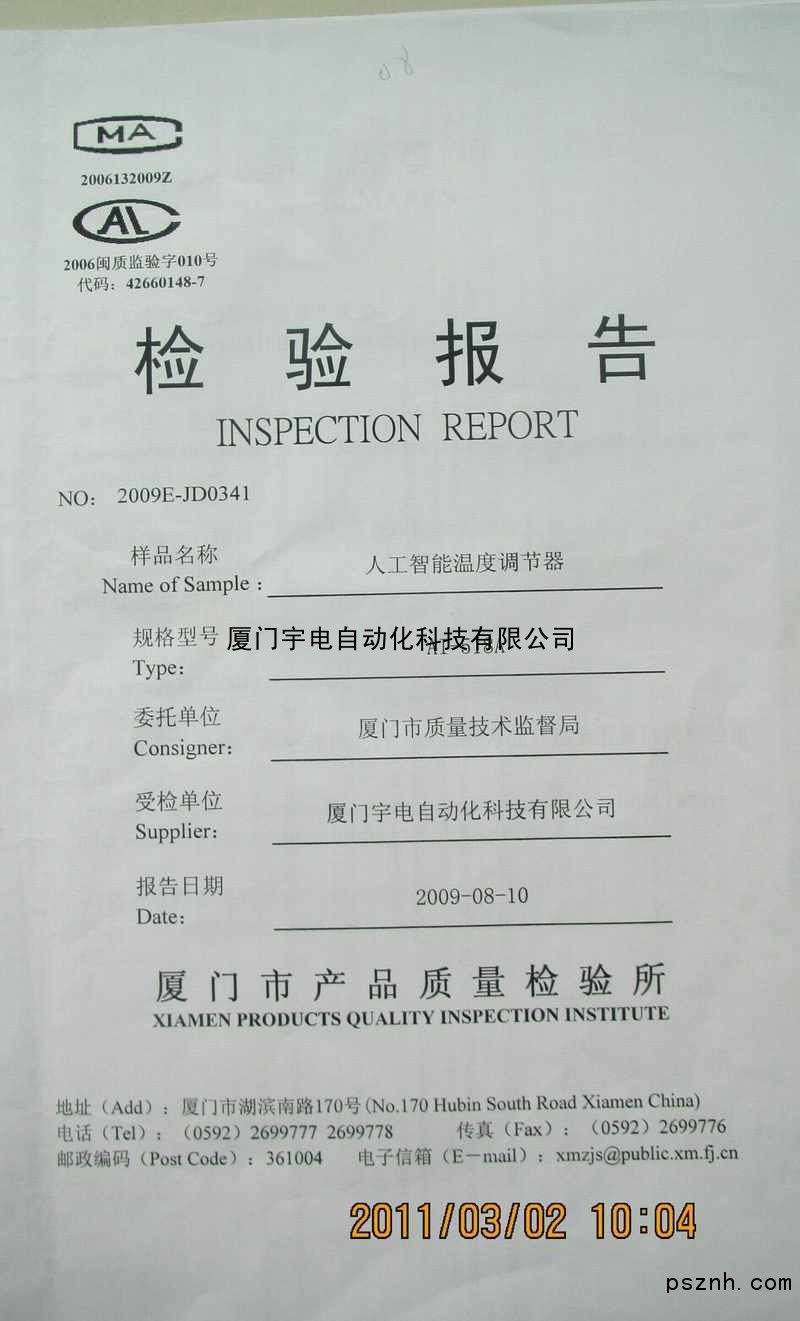 MA
2006132009Z
AL
2006闽质监验字010号
代码：42660148-7
检 验 报 告
INSPECTION REPORT
NO： 2009E-JD0341
样品名称
Name of Sample：
人工智能温度调节器
规格型号
Type：
厦门宇电自动化科技有限公司
委托单位
Consigner：
厦门市质量技术监督局
受检单位
Supplier：
厦门宇电自动化科技有限公司
报告日期
Date：
2009-08-10
厦门市产品质量检验所
XIAMEN PRODUCTS QUALITY INSPECTION INSTITUTE
地址（Add）：厦门市湖滨南路170号(No.170 Hubin South Road Xiamen China)
电话（Tel）：（0592）2699777 2699778 传真（Fax）：（0592）2699776
邮政编码（Post Code）：361004 电子信箱（E－mail）：xmzjs@public.xm.fj.cn
2011/03/02 10:04
psznh.com